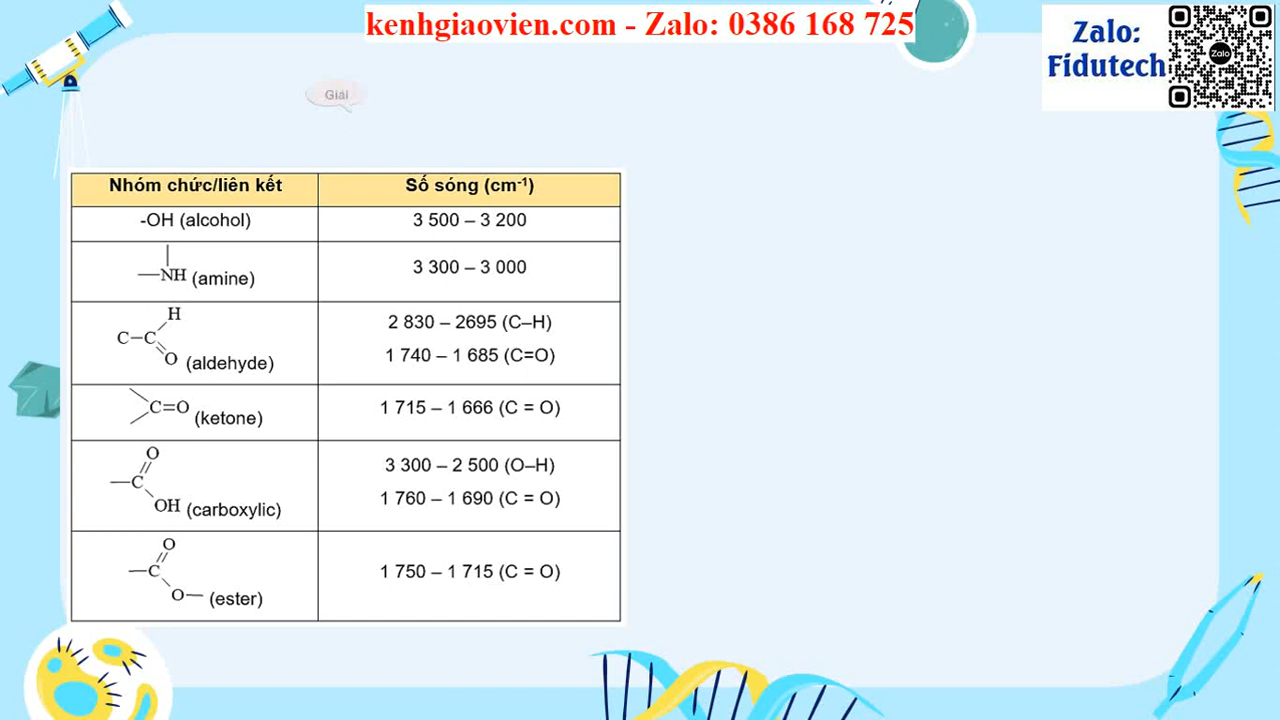 kenhgiaovien.com - Zalo: 0386 168 725
Zalo:
Fidutech
Zalo
Giải
Nhóm chức/liên kết Số sóng (cm-1)
-OH (alcohol) 3 500 – 3 200
NH (amine) 3 300 – 3 000
H
C–C
O (aldehyde)
2 830 – 2695 (C–H)
1 740 – 1 685 (C=O)
C=O (ketone) 1 715 – 1 666 (C = O)
O
C
OH (carboxylic)
3 300 – 2 500 (O–H)
1 760 – 1 690 (C = O)
O
C
O (ester)
1 750 – 1 715 (C = O)